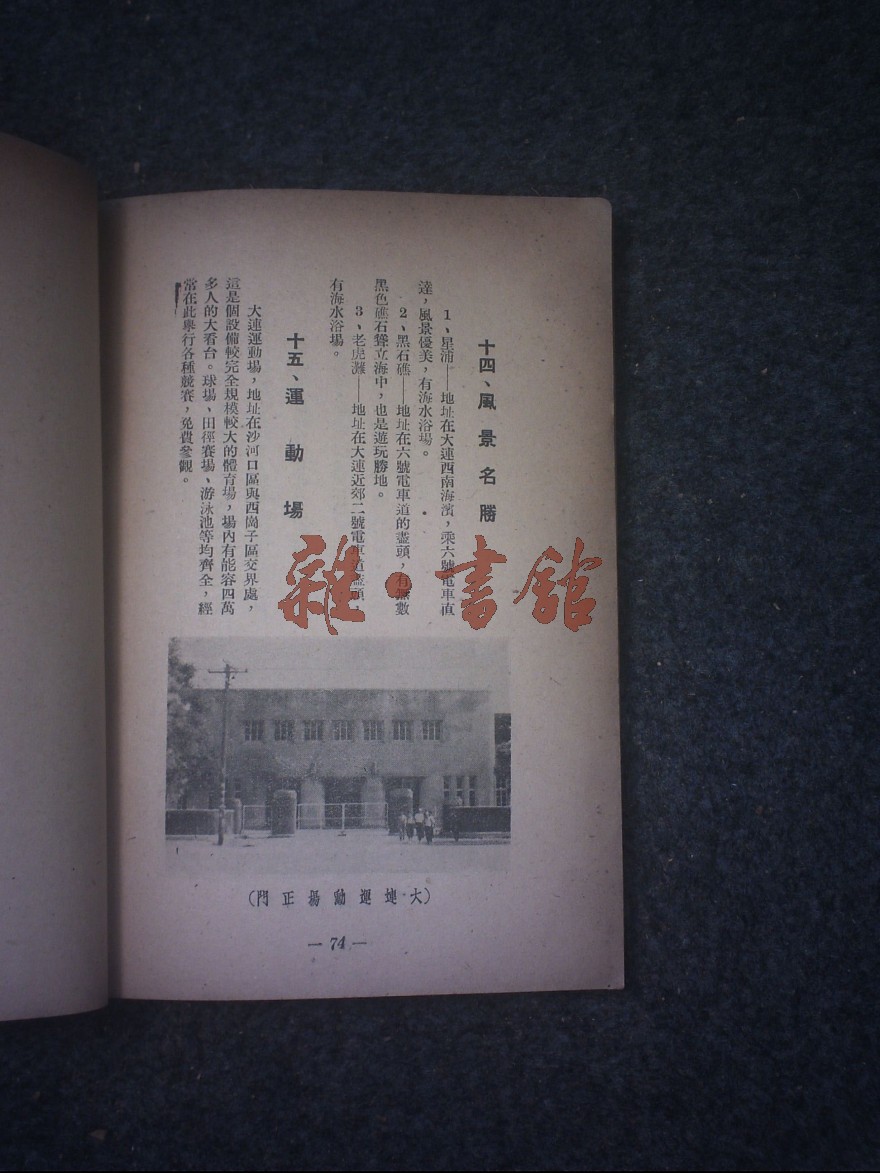 十四、風景名勝
1、星浦——地址在大連西南海濱，乘六號電車直
達，風景優美，有海水浴場。
2、黑石礁——地址在六號電車道的盡頭，有無數
黑色礁石聳立海中，也是遊玩勝地。
3、老虎灘——地址在大連近郊二號電車道盡頭，
有海水浴場。
十五、運動場
大連運動場，地址在沙河口區與西崗子區交界處，
這是個設備較完全規模較大的體育場，場內有能容四萬
多人的大看台。球場、田徑賽場、游泳池等均齊全，經
常在此舉行各種競賽，免費參觀。
雜·書館
（大連運動場正門）
— 74 —